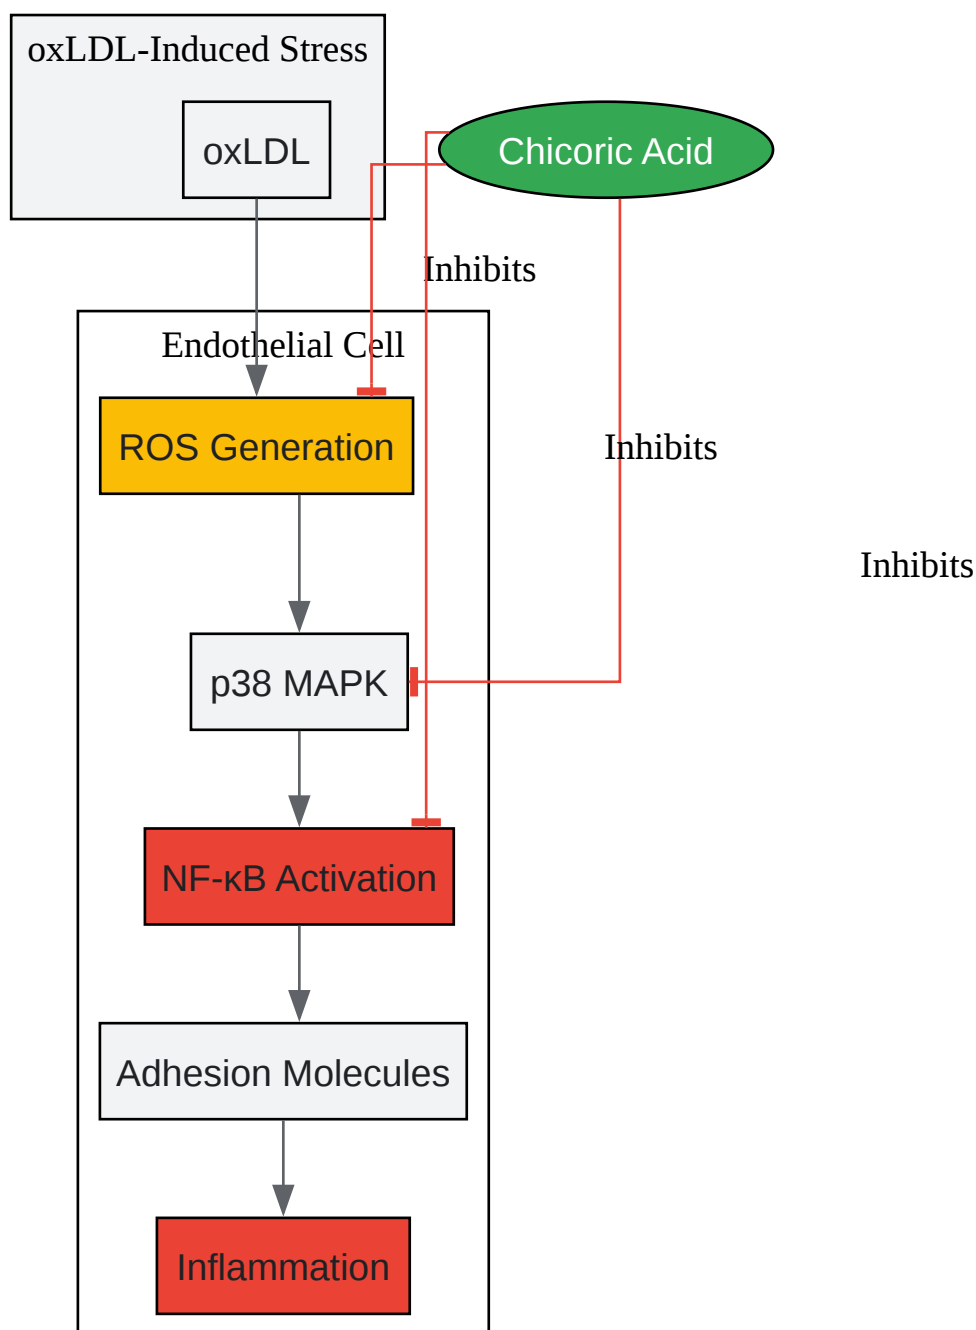 oxLDL-Induced Stress
oxLDL
Chicoric Acid
Inhibits
Endothelial Cell
ROS Generation
Inhibits
Inhibits
p38 MAPK
NF-κB Activation
Adhesion Molecules
Inflammation